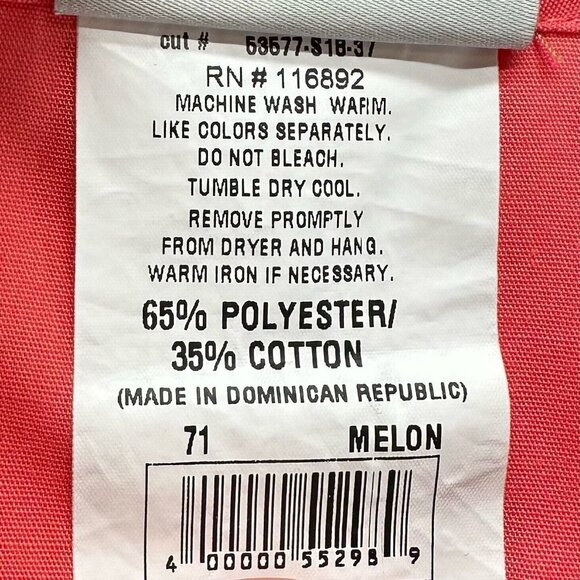 cut # 53577-S18-37
RN # 116892
MACHINE WASH WARM.
LIKE COLORS SEPARATELY.
DO NOT BLEACH.
TUMBLE DRY COOL.
REMOVE PROMPTLY
FROM DRYER AND HANG.
WARM IRON IF NECESSARY.
65% POLYESTER/
35% COTTON
(MADE IN DOMINICAN REPUBLIC)
71 MELON
4 00000 55298 9